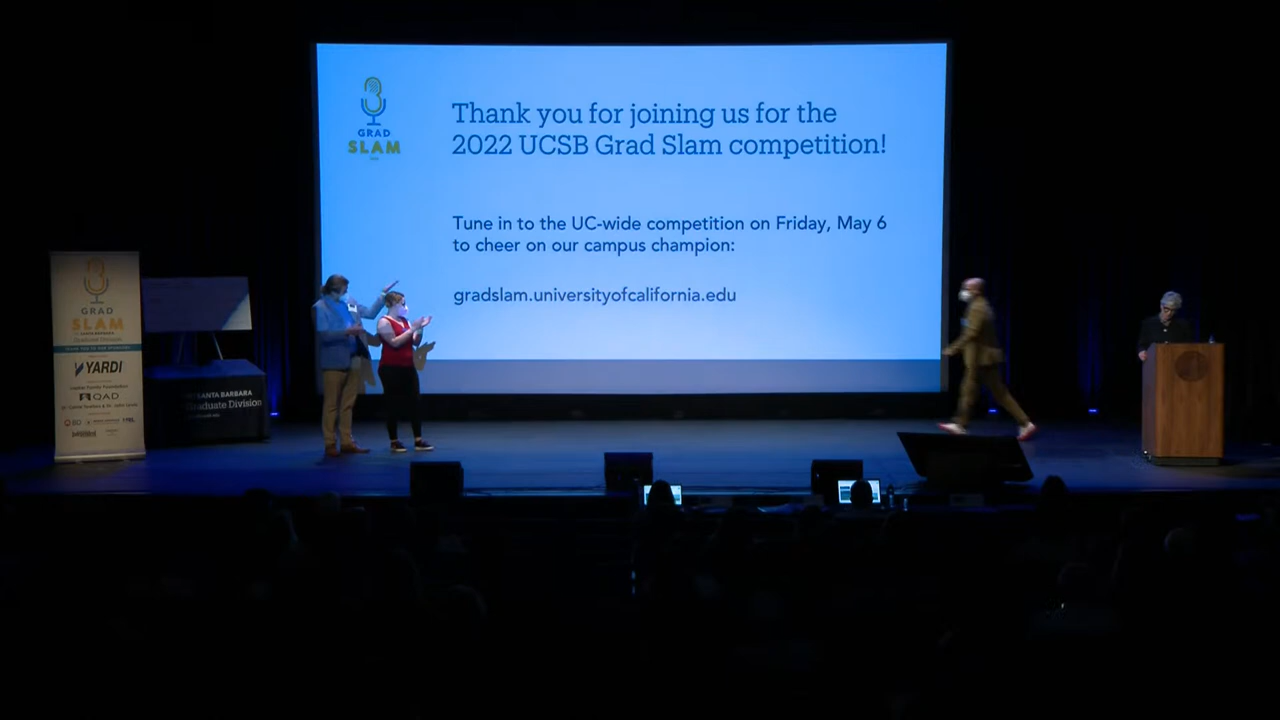 GRAD
SLAM
Thank you for joining us for the
2022 UCSB Grad Slam competition!
Tune in to the UC-wide competition on Friday, May 6
to cheer on our campus champion:
gradslam.universityofcalifornia.edu
GRAD
SLAM
Graduate Division
YARDI
QAD
SANTA BARBARA
Graduate Division